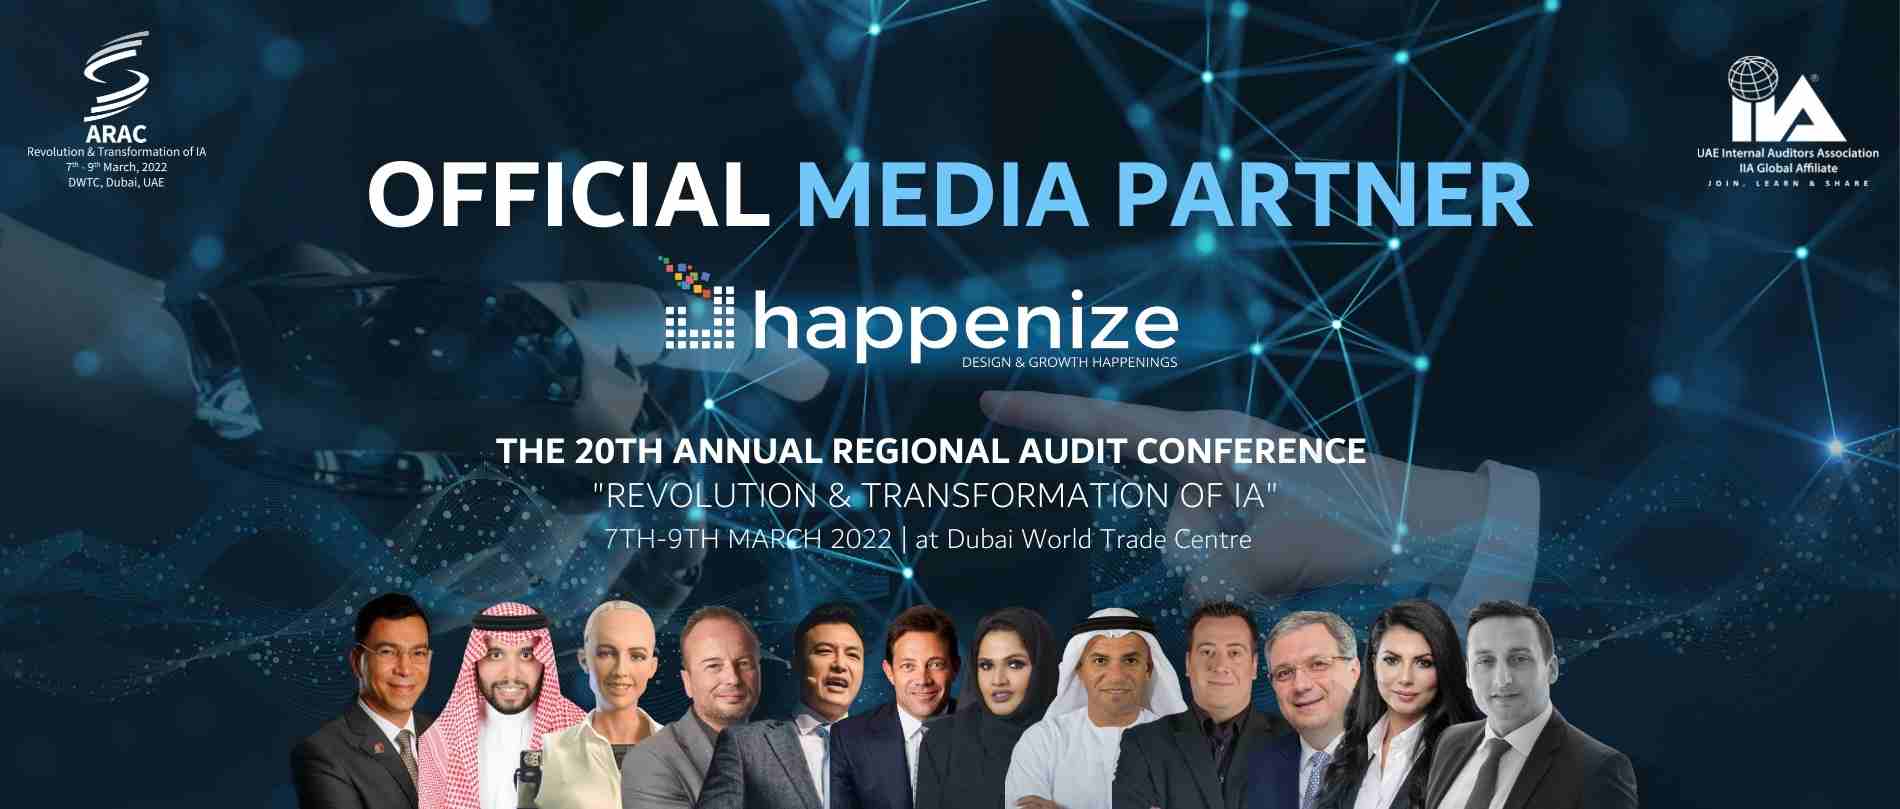 ARAC
Revolution & Transformation of IA
7th - 9th March, 2022
DWTC, Dubai, UAE
IIA®
UAE Internal Auditors Association
IIA Global Affiliate
JOIN. LEARN & SHARE
OFFICIAL MEDIA PARTNER
happenize
DESIGN & GROWTH HAPPENINGS
THE 20TH ANNUAL REGIONAL AUDIT CONFERENCE
"REVOLUTION & TRANSFORMATION OF IA"
7TH-9TH MARCH 2022 | at Dubai World Trade Centre